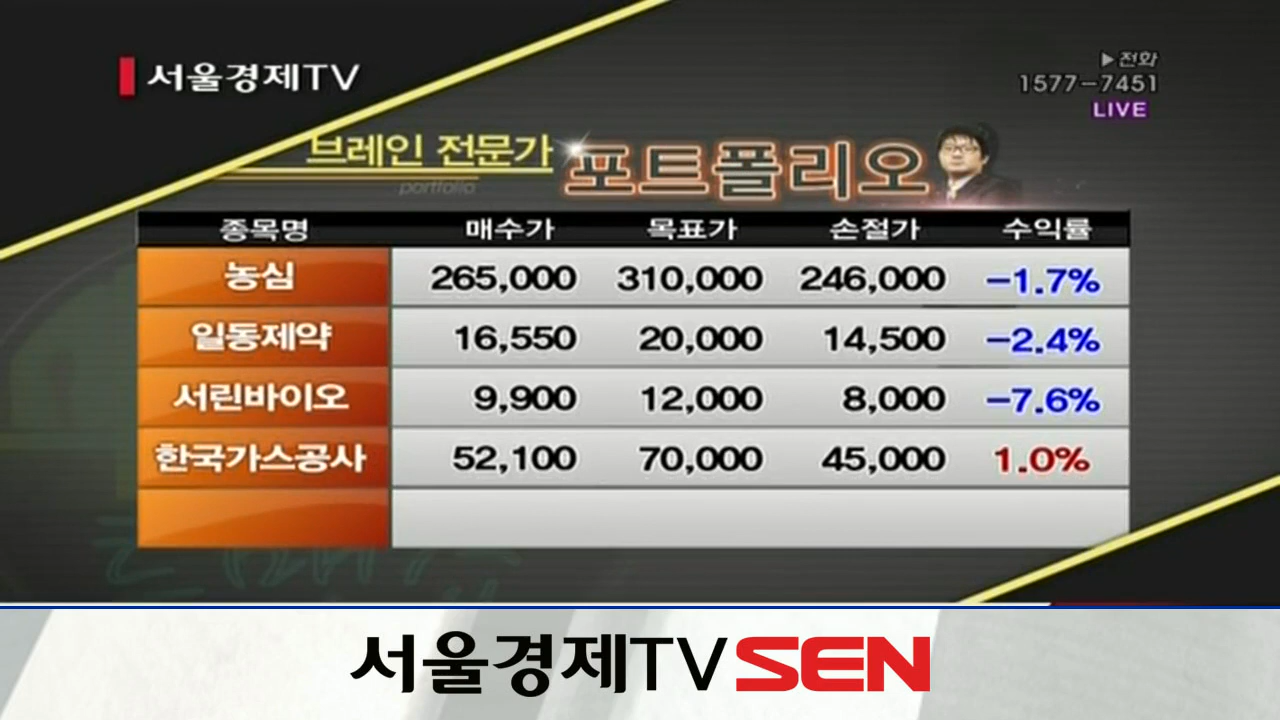 서울경제TV
▶전화
1577-7451
LIVE
브레인 전문가 포트폴리오
portfolio
종목명 매수가 목표가 손절가 수익률
농심 265,000 310,000 246,000 -1.7%
일동제약 16,550 20,000 14,500 -2.4%
서린바이오 9,900 12,000 8,000 -7.6%
한국가스공사 52,100 70,000 45,000 1.0%
서울경제TV SEN